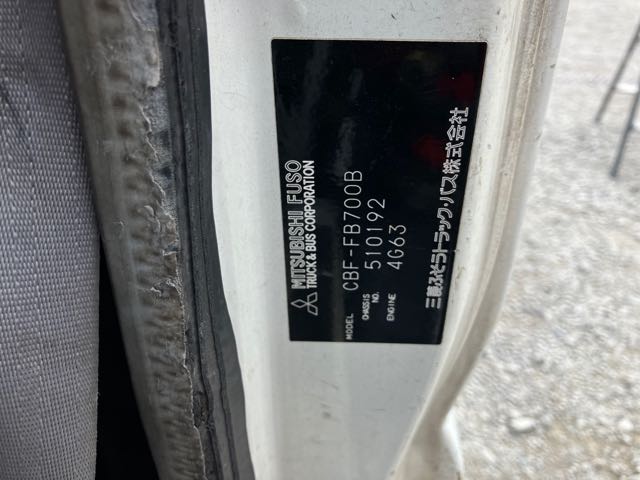 MITSUBISHI FUSO
TRUCK & BUS CORPORATION
MODEL CBF-FB700B
CHASSIS NO. 510192
ENGINE 4G63
三菱ふそうトラック・バス株式会社